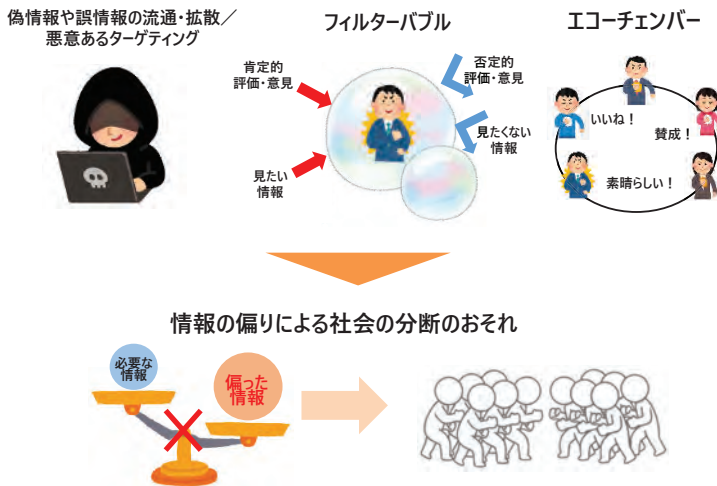 偽情報や誤情報の流通・拡散／
悪意あるターゲティング
フィルターバブル
肯定的
評価・意見
否定的
評価・意見
見たくない
情報
見たい
情報
エコーチェンバー
いいね！
賛成！
素晴らしい！
情報の偏りによる社会の分断のおそれ
必要な
情報
偏った
情報